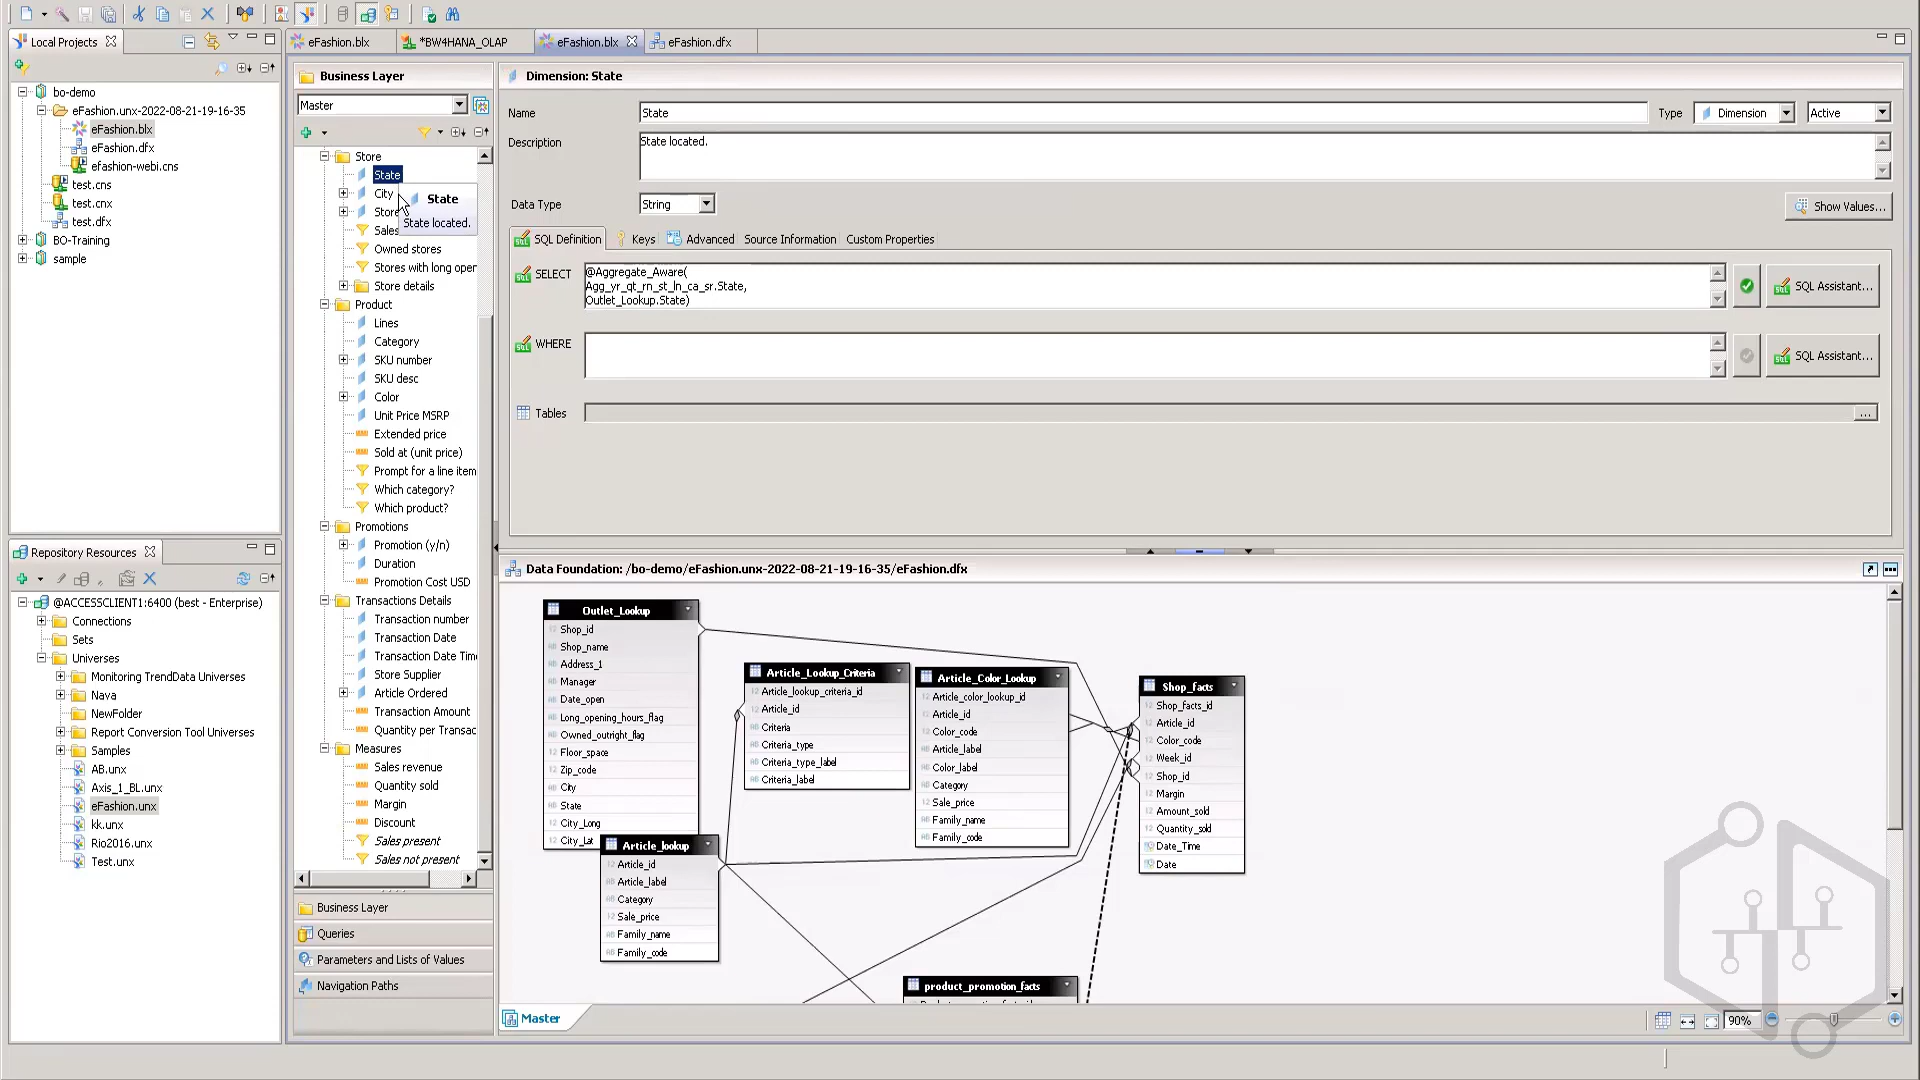 Local Projects
bo-demo
eFashion.unx-2022-08-21-19-16-35
eFashion.blx
eFashion.dfx
efashion-webi.cns
test.cns
test.cnx
test.dfx
BO-Training
sample
Repository Resources
@ACCESSCLIENT1:6400 (best - Enterprise)
Connections
Sets
Universes
Monitoring TrendData Universes
Nava
NewFolder
Report Conversion Tool Universes
Samples
AB.unx
Axis_1_BL.unx
eFashion.unx
kk.unx
Rio2016.unx
Test.unx
eFashion.blx
*BW4HANA_OLAP
eFashion.blx
eFashion.dfx
Business Layer
Master
Store
State
City
Store
Sales
Owned stores
Stores with long oper
Store details
Product
Lines
Category
SKU number
SKU desc
Color
Unit Price MSRP
Extended price
Sold at (unit price)
Prompt for a line item
Which category?
Which product?
Promotions
Promotion (y/n)
Duration
Promotion Cost USD
Transactions Details
Transaction number
Transaction Date
Transaction Date Tim
Store Supplier
Article Ordered
Transaction Amount
Quantity per Transac
Measures
Sales revenue
Quantity sold
Margin
Discount
Sales present
Sales not present
State
State located.
Business Layer
Queries
Parameters and Lists of Values
Navigation Paths
Dimension: State
Name
State
Type
Dimension
Active
Description
State located.
Data Type
String
Show Values...
SQL Definition
Keys
Advanced
Source Information
Custom Properties
SELECT
@Aggregate_Aware(
Agg_yr_qt_rn_st_ln_ca_sr.State,
Outlet_Lookup.State)
SQL Assistant...
WHERE
SQL Assistant...
Tables
...
Data Foundation: /bo-demo/eFashion.unx-2022-08-21-19-16-35/eFashion.dfx
Outlet_Lookup
Shop_id
Shop_name
Address_1
Manager
Date_open
Long_opening_hours_flag
Owned_outright_flag
Floor_space
Zip_code
City
State
City_Long
City_Lat
Article_lookup
Article_id
Article_label
Category
Sale_price
Family_name
Family_code
Article_Lookup_Criteria
Article_lookup_criteria_id
Article_id
Criteria
Criteria_type
Criteria_type_label
Criteria_label
Article_Color_Lookup
Article_color_lookup_id
Article_id
Color_code
Article_label
Color_label
Category
Sale_price
Family_name
Family_code
Shop_facts
Shop_facts_id
Article_id
Color_code
Week_id
Shop_id
Margin
Amount_sold
Quantity_sold
Date_Time
Date
product_promotion_facts
Master
90%